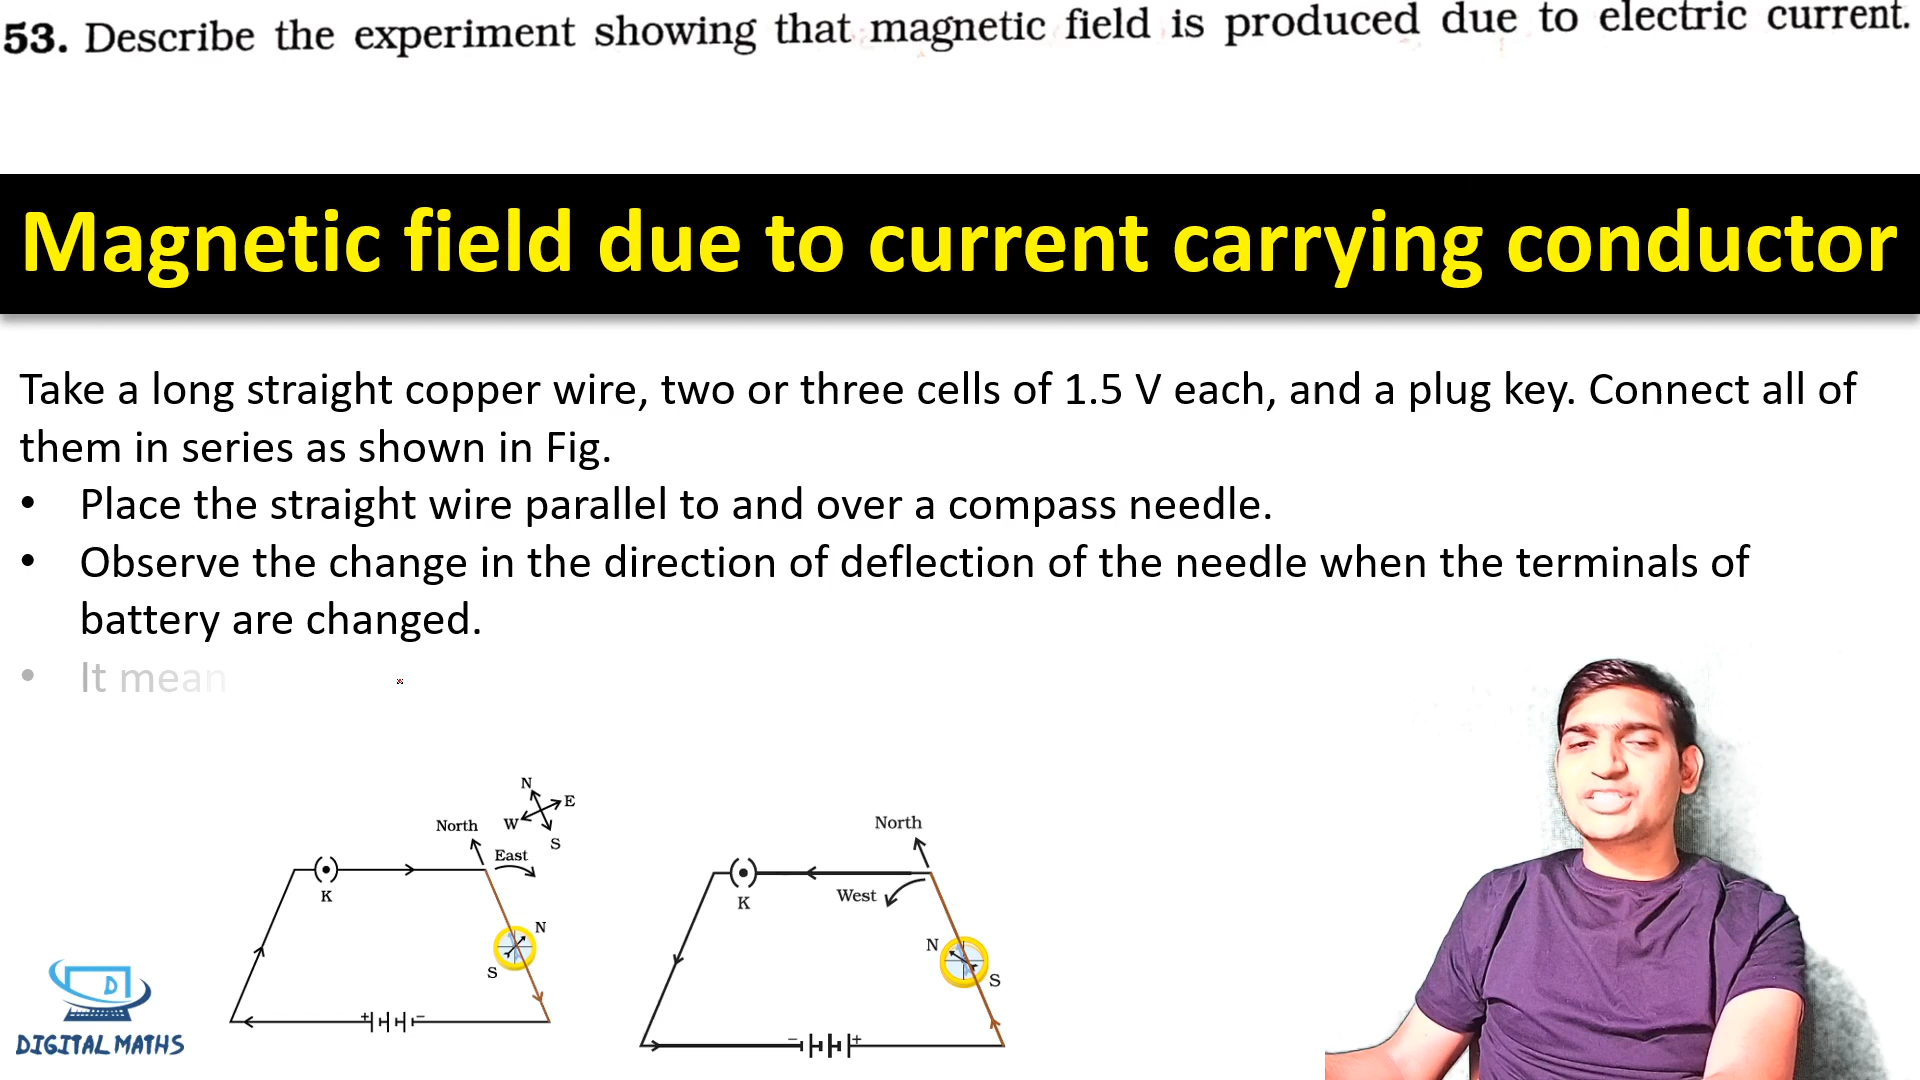 53. Describe the experiment showing that magnetic field is produced due to electric current.
Magnetic field due to current carrying conductor
Take a long straight copper wire, two or three cells of 1.5 V each, and a plug key. Connect all of
them in series as shown in Fig.
• Place the straight wire parallel to and over a compass needle.
• Observe the change in the direction of deflection of the needle when the terminals of
battery are changed.
• It mean
N
E
W
S
North
East
K
N
S
+ −
North
West
K
N
S
− +
D
DIGITAL MATHS